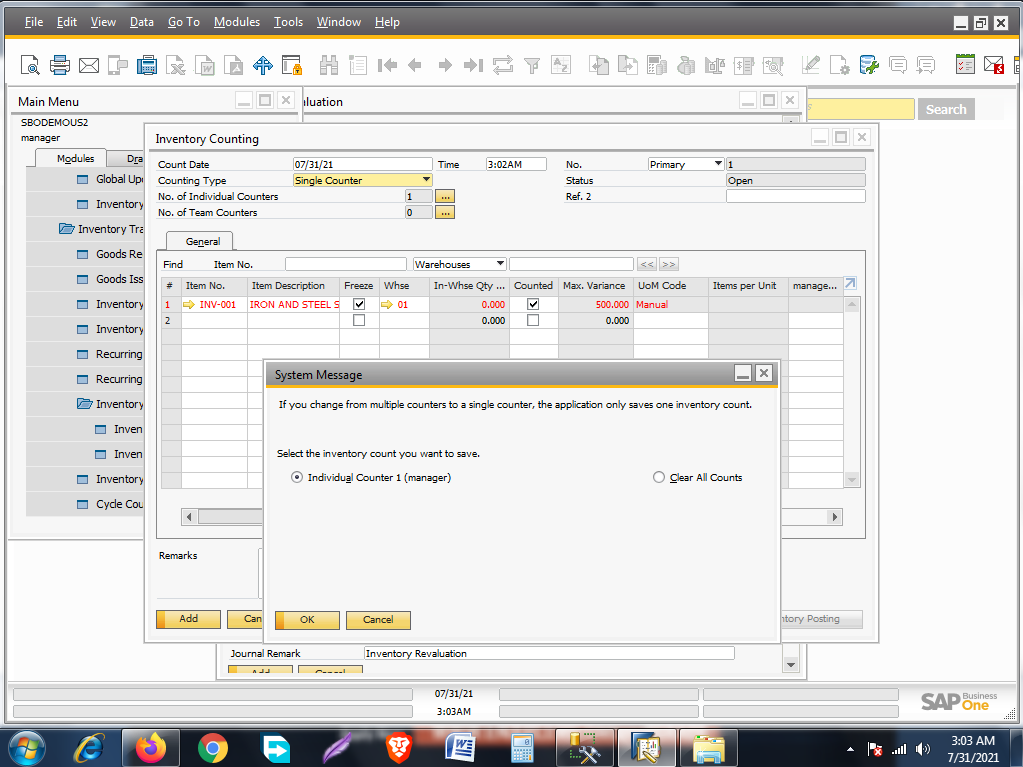 File Edit View Data Go To Modules Tools Window Help
Main Menu
luation
Search
SBODEMOUS2
manager
Modules Dra
Global Up
Inventory
Inventory Tra
Goods Re
Goods Iss
Inventory
Inventory
Recurring
Recurring
Inventory
Inven
Inven
Inventory
Cycle Cou
Inventory Counting
Count Date 07/31/21 Time 3:02AM No. Primary 1
Counting Type Single Counter Status Open
No. of Individual Counters 1 ... Ref. 2
No. of Team Counters 0 ...
General
Find Item No. Warehouses << >>
# Item No. Item Description Freeze Whse In-Whse Qty ... Counted Max. Variance UoM Code Items per Unit manage...
1 INV-001 IRON AND STEEL S 01 0.000 500.000 Manual
2 0.000 0.000
System Message
If you change from multiple counters to a single counter, the application only saves one inventory count.
Select the inventory count you want to save.
Individual Counter 1 (manager) Clear All Counts
OK Cancel
Remarks
Add Can ntory Posting
Journal Remark Inventory Revaluation
Add Cancel
07/31/21
3:03AM
SAP Business One
3:03 AM
7/31/2021